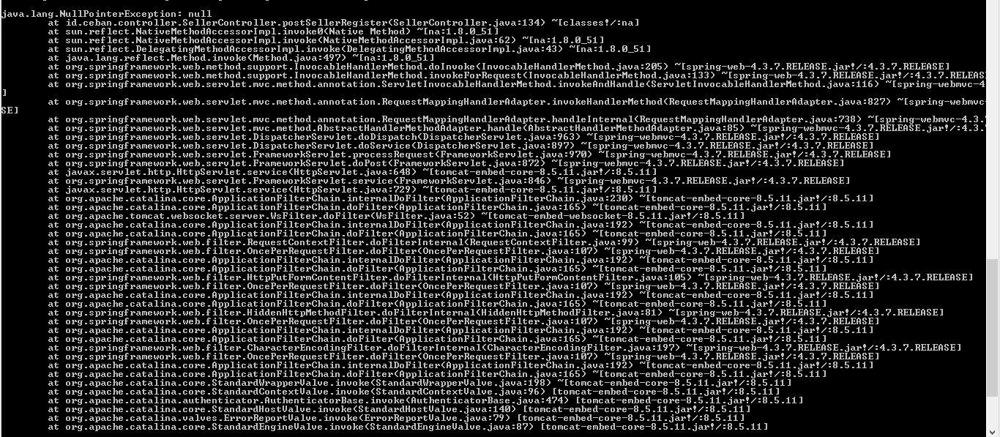 java.lang.NullPointerException: null
at id.ceban.controller.SellerController.postSellerRegister(SellerController.java:134) ~[classes!/:na]
at sun.reflect.NativeMethodAccessorImpl.invoke0(Native Method) ~[na:1.8.0_51]
at sun.reflect.NativeMethodAccessorImpl.invoke(NativeMethodAccessorImpl.java:62) ~[na:1.8.0_51]
at sun.reflect.DelegatingMethodAccessorImpl.invoke(DelegatingMethodAccessorImpl.java:43) ~[na:1.8.0_51]
at java.lang.reflect.Method.invoke(Method.java:497) ~[na:1.8.0_51]
at org.springframework.web.method.support.InvocableHandlerMethod.doInvoke(InvocableHandlerMethod.java:205) ~[spring-web-4.3.7.RELEASE.jar!/:4.3.7.RELEASE]
at org.springframework.web.method.support.InvocableHandlerMethod.invokeForRequest(InvocableHandlerMethod.java:133) ~[spring-web-4.3.7.RELEASE.jar!/:4.3.7.RELEAS
at org.springframework.web.servlet.mvc.method.annotation.ServletInvocableHandlerMethod.invokeAndHandle(ServletInvocableHandlerMethod.java:116) ~[spring-webmvc-4
]
at org.springframework.web.servlet.mvc.method.annotation.RequestMappingHandlerAdapter.invokeHandlerMethod(RequestMappingHandlerAdapter.java:827) ~[spring-webmvc-
SE]
at org.springframework.web.servlet.mvc.method.annotation.RequestMappingHandlerAdapter.handleInternal(RequestMappingHandlerAdapter.java:738) ~[spring-webmvc-4.3.
at org.springframework.web.servlet.mvc.method.AbstractHandlerMethodAdapter.handle(AbstractHandlerMethodAdapter.java:85) ~[spring-webmvc-4.3.7.RELEASE.jar!/:4.3.
at org.springframework.web.servlet.DispatcherServlet.doDispatch(DispatcherServlet.java:963) ~[spring-webmvc-4.3.7.RELEASE.jar!/:4.3.7.RELEASE]
at org.springframework.web.servlet.DispatcherServlet.doService(DispatcherServlet.java:897) ~[spring-webmvc-4.3.7.RELEASE.jar!/:4.3.7.RELEASE]
at org.springframework.web.servlet.FrameworkServlet.processRequest(FrameworkServlet.java:970) ~[spring-webmvc-4.3.7.RELEASE.jar!/:4.3.7.RELEASE]
at org.springframework.web.servlet.FrameworkServlet.doPost(FrameworkServlet.java:872) ~[spring-webmvc-4.3.7.RELEASE.jar!/:4.3.7.RELEASE]
at javax.servlet.http.HttpServlet.service(HttpServlet.java:648) ~[tomcat-embed-core-8.5.11.jar!/:8.5.11]
at org.springframework.web.servlet.FrameworkServlet.service(FrameworkServlet.java:846) ~[spring-webmvc-4.3.7.RELEASE.jar!/:4.3.7.RELEASE]
at javax.servlet.http.HttpServlet.service(HttpServlet.java:729) ~[tomcat-embed-core-8.5.11.jar!/:8.5.11]
at org.apache.catalina.core.ApplicationFilterChain.internalDoFilter(ApplicationFilterChain.java:230) ~[tomcat-embed-core-8.5.11.jar!/:8.5.11]
at org.apache.catalina.core.ApplicationFilterChain.doFilter(ApplicationFilterChain.java:165) ~[tomcat-embed-core-8.5.11.jar!/:8.5.11]
at org.apache.tomcat.websocket.server.WsFilter.doFilter(WsFilter.java:52) ~[tomcat-embed-websocket-8.5.11.jar!/:8.5.11]
at org.apache.catalina.core.ApplicationFilterChain.internalDoFilter(ApplicationFilterChain.java:192) ~[tomcat-embed-core-8.5.11.jar!/:8.5.11]
at org.apache.catalina.core.ApplicationFilterChain.doFilter(ApplicationFilterChain.java:165) ~[tomcat-embed-core-8.5.11.jar!/:8.5.11]
at org.springframework.web.filter.RequestContextFilter.doFilterInternal(RequestContextFilter.java:99) ~[spring-web-4.3.7.RELEASE.jar!/:4.3.7.RELEASE]
at org.springframework.web.filter.OncePerRequestFilter.doFilter(OncePerRequestFilter.java:107) ~[spring-web-4.3.7.RELEASE.jar!/:4.3.7.RELEASE]
at org.apache.catalina.core.ApplicationFilterChain.internalDoFilter(ApplicationFilterChain.java:192) ~[tomcat-embed-core-8.5.11.jar!/:8.5.11]
at org.apache.catalina.core.ApplicationFilterChain.doFilter(ApplicationFilterChain.java:165) ~[tomcat-embed-core-8.5.11.jar!/:8.5.11]
at org.springframework.web.filter.HttpPutFormContentFilter.doFilterInternal(HttpPutFormContentFilter.java:105) ~[spring-web-4.3.7.RELEASE.jar!/:4.3.7.RELEASE]
at org.springframework.web.filter.OncePerRequestFilter.doFilter(OncePerRequestFilter.java:107) ~[spring-web-4.3.7.RELEASE.jar!/:4.3.7.RELEASE]
at org.apache.catalina.core.ApplicationFilterChain.internalDoFilter(ApplicationFilterChain.java:192) ~[tomcat-embed-core-8.5.11.jar!/:8.5.11]
at org.apache.catalina.core.ApplicationFilterChain.doFilter(ApplicationFilterChain.java:165) ~[tomcat-embed-core-8.5.11.jar!/:8.5.11]
at org.springframework.web.filter.HiddenHttpMethodFilter.doFilterInternal(HiddenHttpMethodFilter.java:81) ~[spring-web-4.3.7.RELEASE.jar!/:4.3.7.RELEASE]
at org.springframework.web.filter.OncePerRequestFilter.doFilter(OncePerRequestFilter.java:107) ~[spring-web-4.3.7.RELEASE.jar!/:4.3.7.RELEASE]
at org.apache.catalina.core.ApplicationFilterChain.internalDoFilter(ApplicationFilterChain.java:192) ~[tomcat-embed-core-8.5.11.jar!/:8.5.11]
at org.apache.catalina.core.ApplicationFilterChain.doFilter(ApplicationFilterChain.java:165) ~[tomcat-embed-core-8.5.11.jar!/:8.5.11]
at org.springframework.web.filter.CharacterEncodingFilter.doFilterInternal(CharacterEncodingFilter.java:197) ~[spring-web-4.3.7.RELEASE.jar!/:4.3.7.RELEASE]
at org.springframework.web.filter.OncePerRequestFilter.doFilter(OncePerRequestFilter.java:107) ~[spring-web-4.3.7.RELEASE.jar!/:4.3.7.RELEASE]
at org.apache.catalina.core.ApplicationFilterChain.internalDoFilter(ApplicationFilterChain.java:192) ~[tomcat-embed-core-8.5.11.jar!/:8.5.11]
at org.apache.catalina.core.ApplicationFilterChain.doFilter(ApplicationFilterChain.java:165) ~[tomcat-embed-core-8.5.11.jar!/:8.5.11]
at org.apache.catalina.core.StandardWrapperValve.invoke(StandardWrapperValve.java:198) ~[tomcat-embed-core-8.5.11.jar!/:8.5.11]
at org.apache.catalina.core.StandardContextValve.invoke(StandardContextValve.java:96) [tomcat-embed-core-8.5.11.jar!/:8.5.11]
at org.apache.catalina.authenticator.AuthenticatorBase.invoke(AuthenticatorBase.java:474) [tomcat-embed-core-8.5.11.jar!/:8.5.11]
at org.apache.catalina.core.StandardHostValve.invoke(StandardHostValve.java:140) [tomcat-embed-core-8.5.11.jar!/:8.5.11]
at org.apache.catalina.valves.ErrorReportValve.invoke(ErrorReportValve.java:79) [tomcat-embed-core-8.5.11.jar!/:8.5.11]
at org.apache.catalina.core.StandardEngineValve.invoke(StandardEngineValve.java:87) [tomcat-embed-core-8.5.11.jar!/:8.5.11]